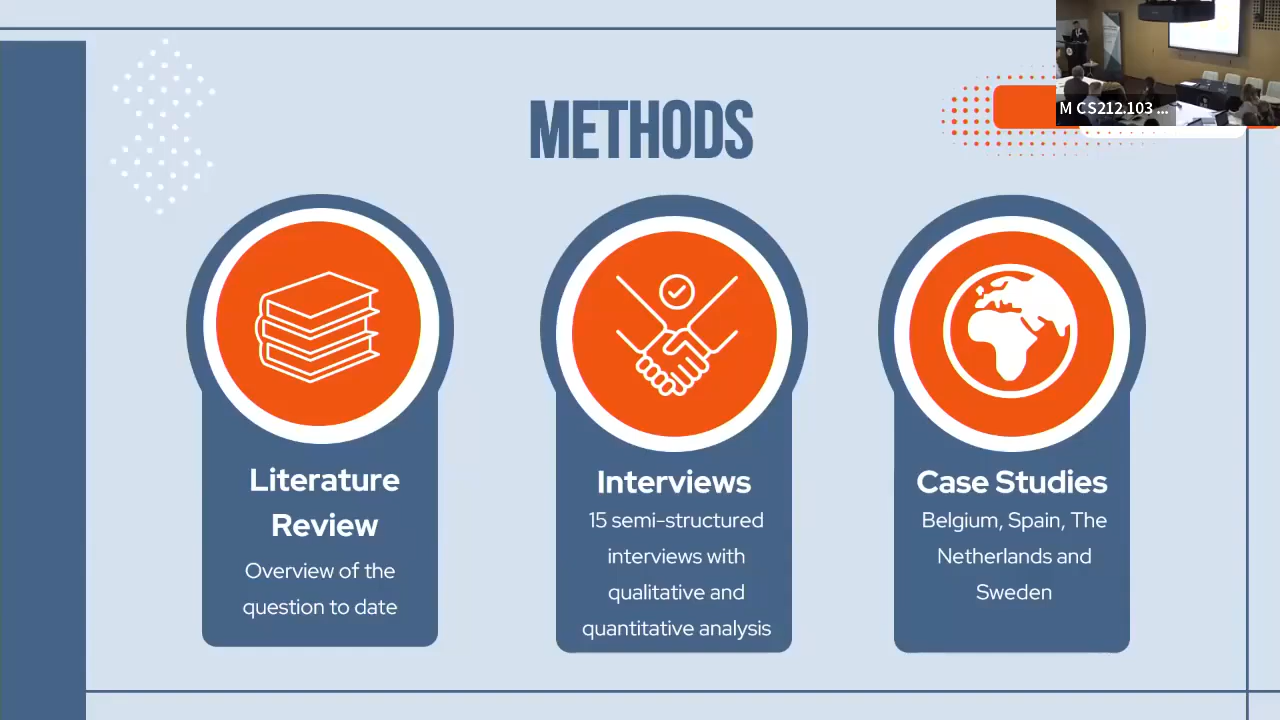 METHODS
M CS212.103 ...
Literature
Review
Overview of the
question to date
Interviews
15 semi-structured
interviews with
qualitative and
quantitative analysis
Case Studies
Belgium, Spain, The
Netherlands and
Sweden